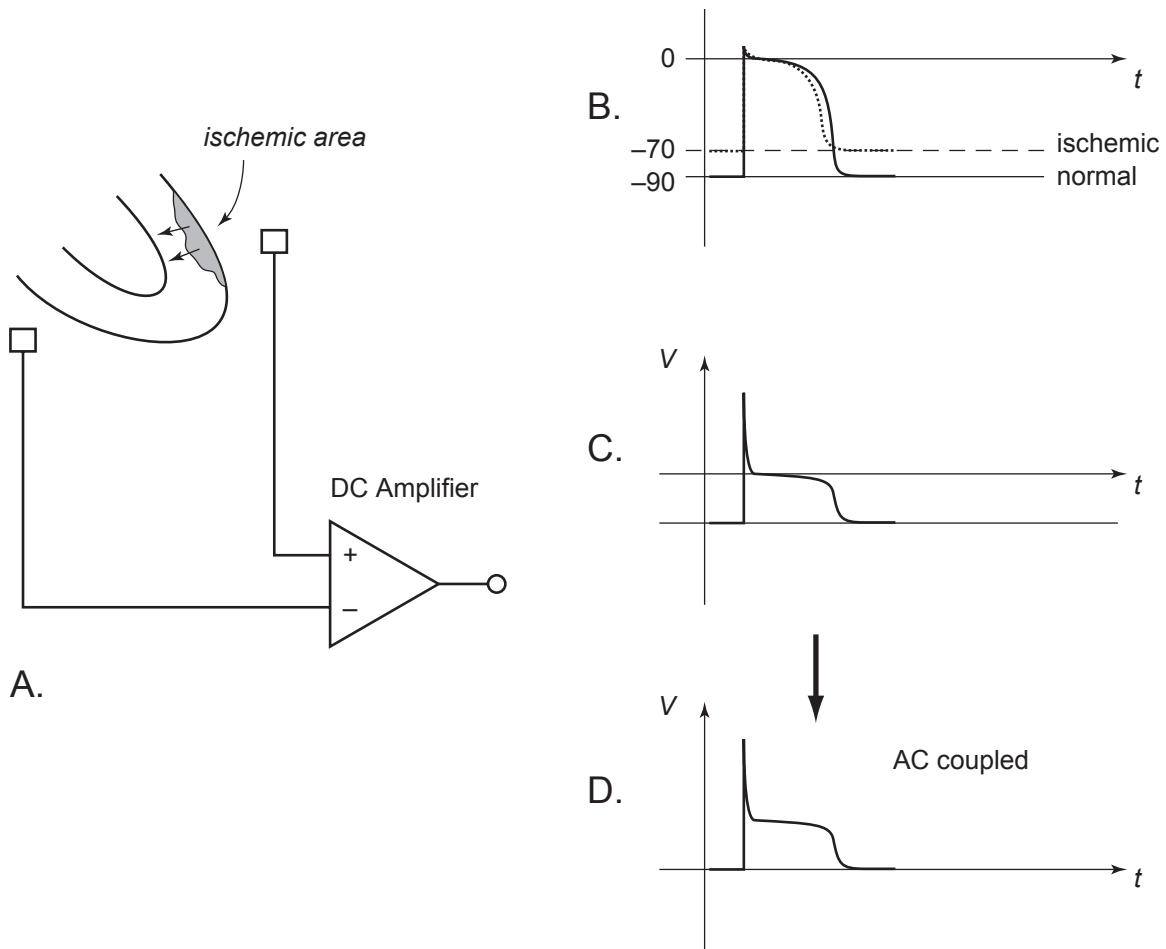 ischemic area
DC Amplifier
+
–
A.
B.
0
t
–70
ischemic
–90
normal
C.
V
t
D.
V
AC coupled
t